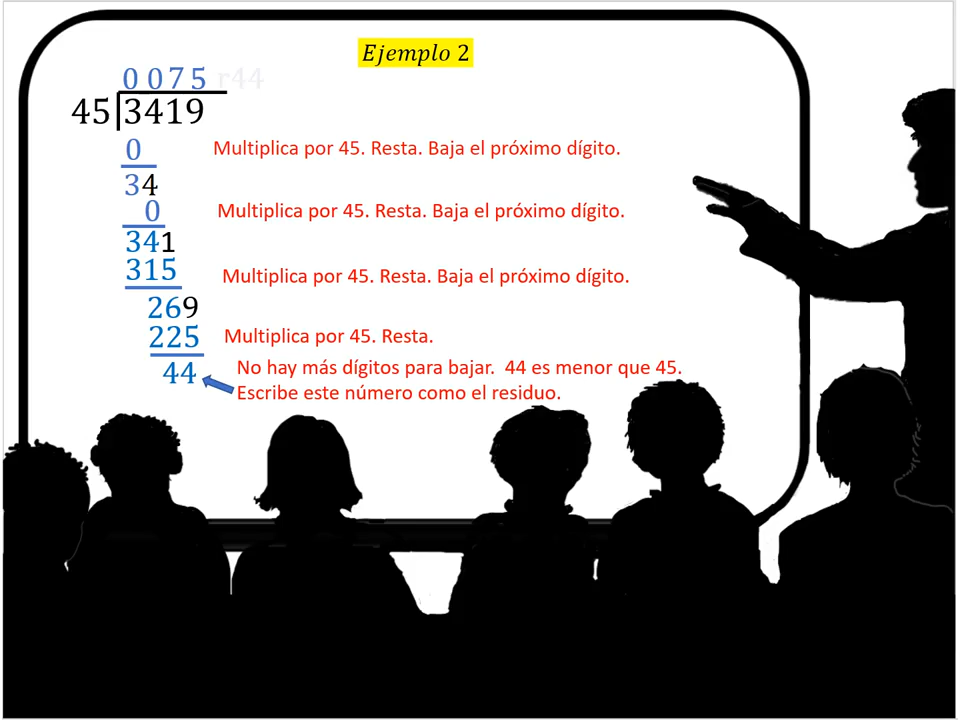 Ejemplo 2
0 0 7 5 r44
45 3419
0 Multiplica por 45. Resta. Baja el próximo dígito.
34
0 Multiplica por 45. Resta. Baja el próximo dígito.
341
315 Multiplica por 45. Resta. Baja el próximo dígito.
269
225 Multiplica por 45. Resta.
44 No hay más dígitos para bajar. 44 es menor que 45.
Escribe este número como el residuo.